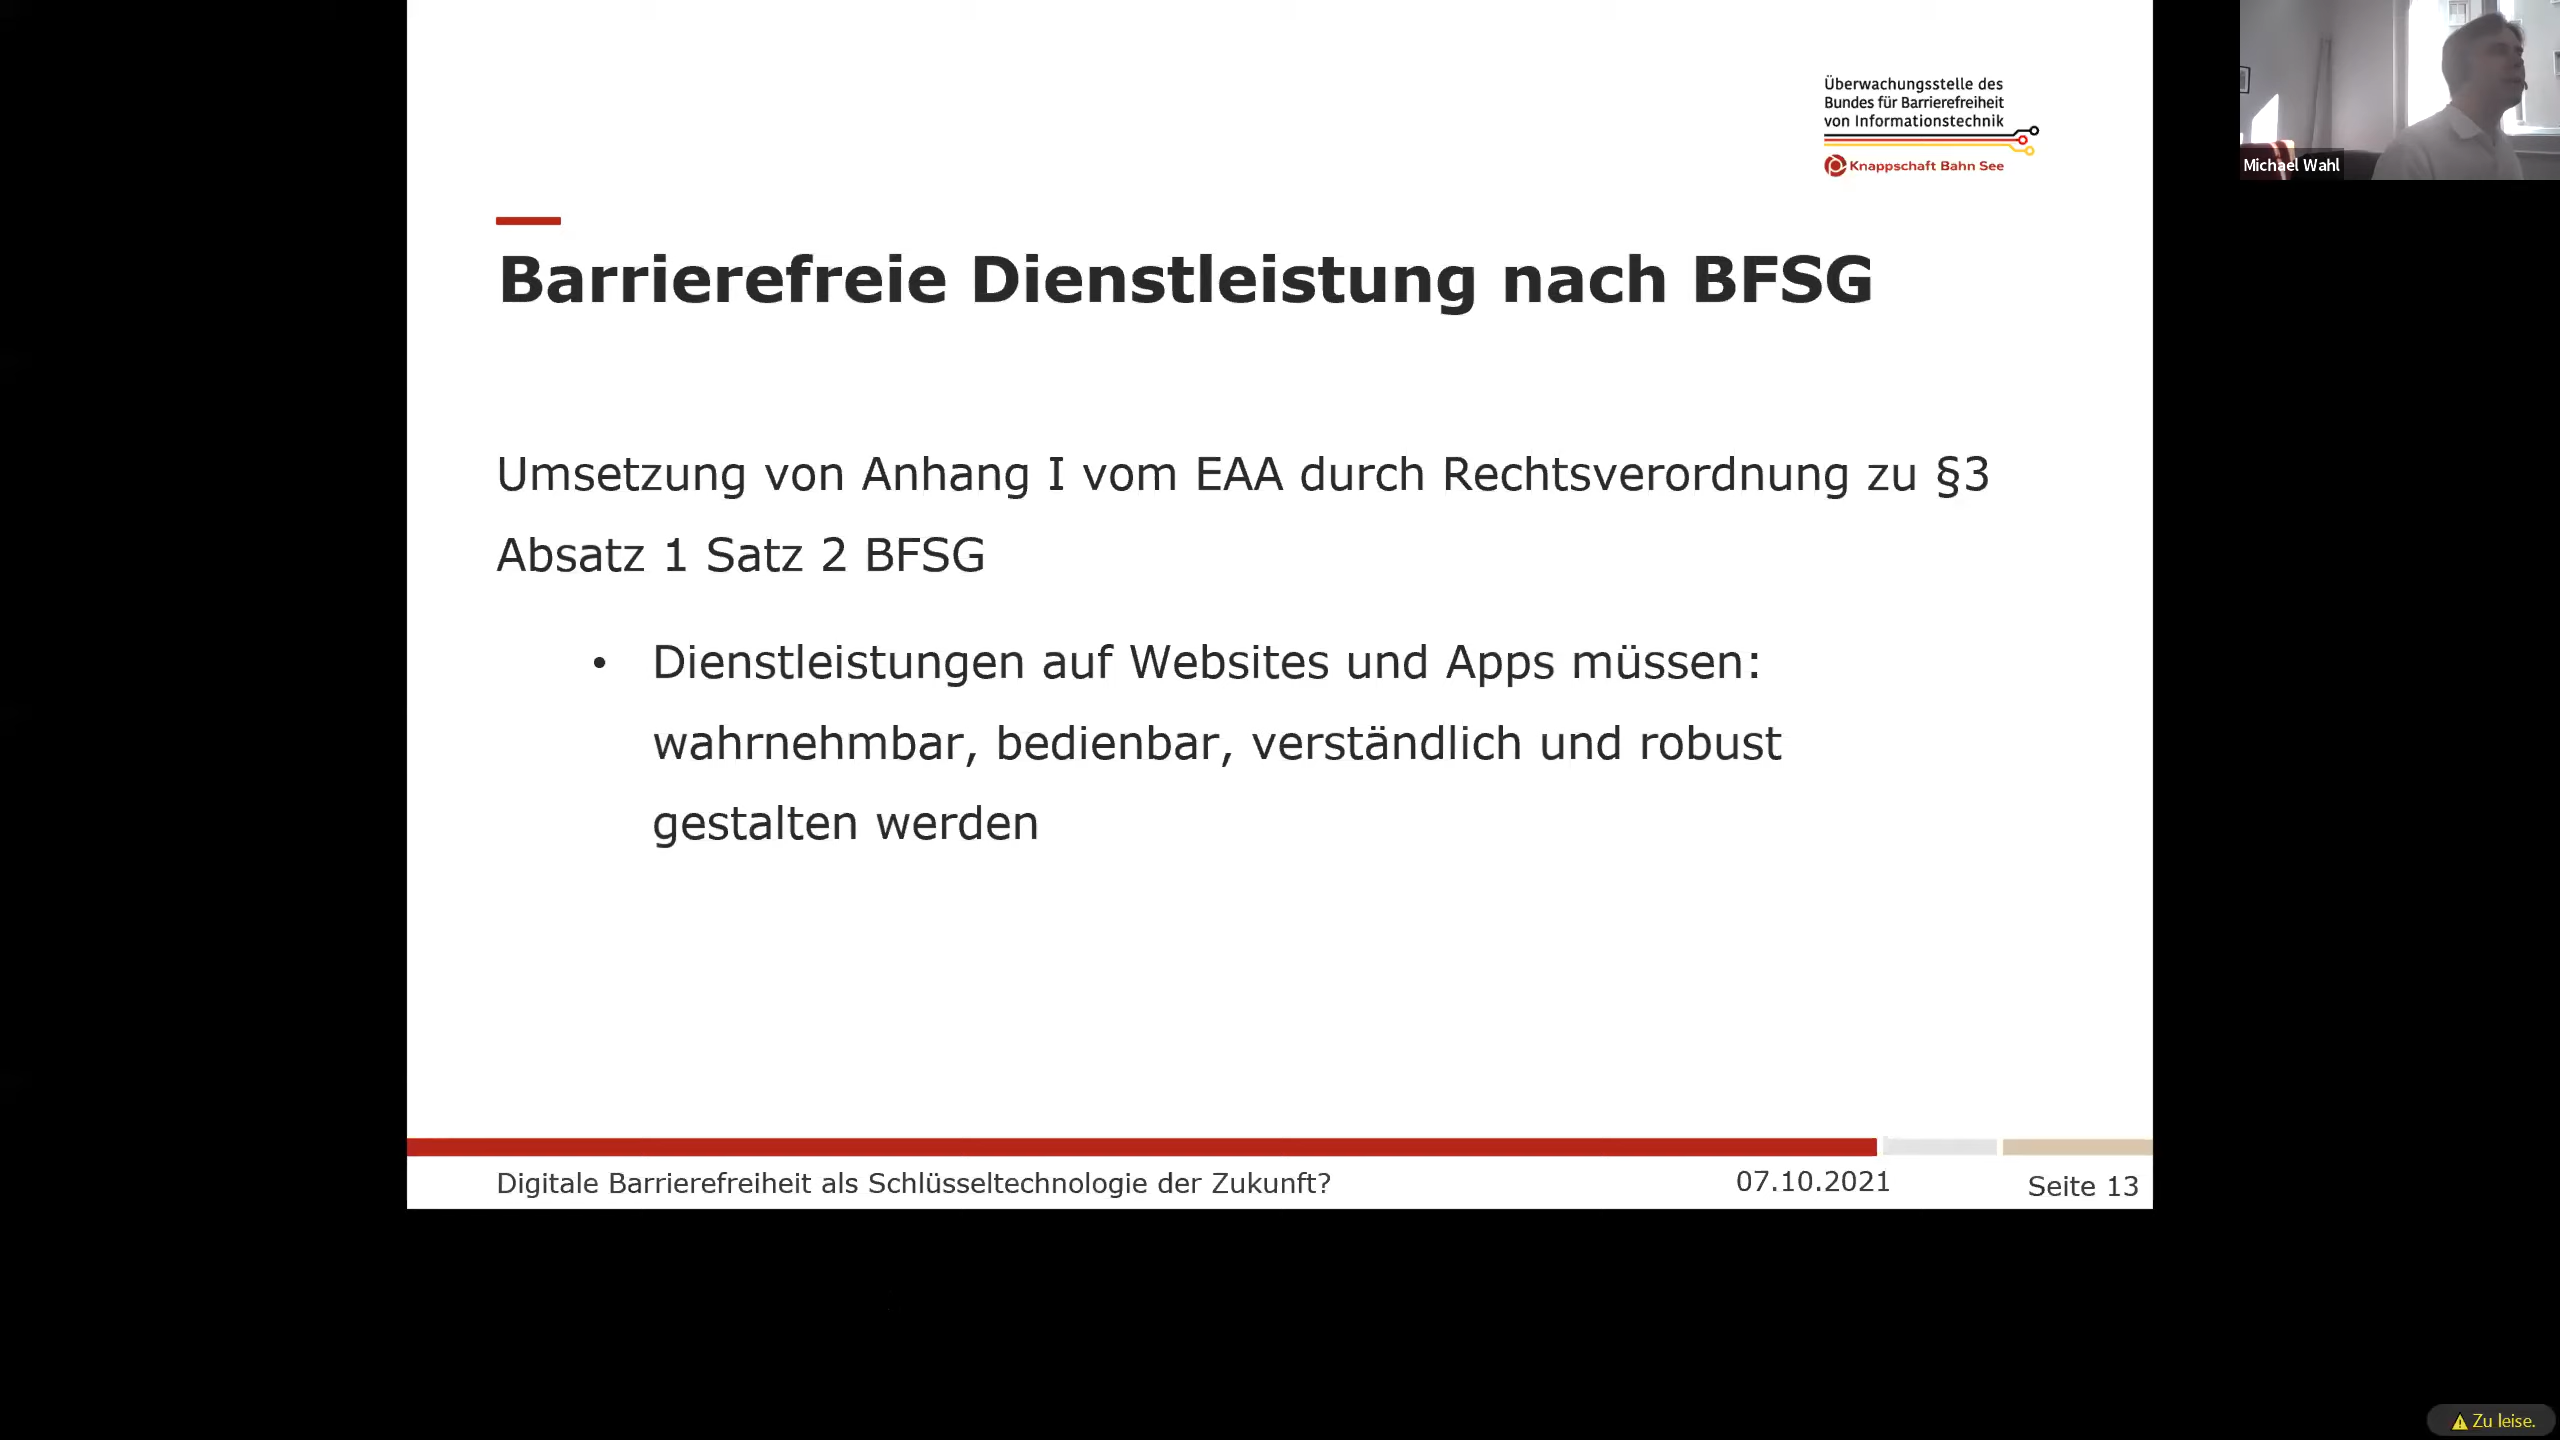 Überwachungsstelle des
Bundes für Barrierefreiheit
von Informationstechnik
Knappschaft Bahn See
Michael Wahl
Barrierefreie Dienstleistung nach BFSG
Umsetzung von Anhang I vom EAA durch Rechtsverordnung zu §3
Absatz 1 Satz 2 BFSG
• Dienstleistungen auf Websites und Apps müssen:
wahrnehmbar, bedienbar, verständlich und robust
gestalten werden
Digitale Barrierefreiheit als Schlüsseltechnologie der Zukunft?
07.10.2021
Seite 13
Zu leise.